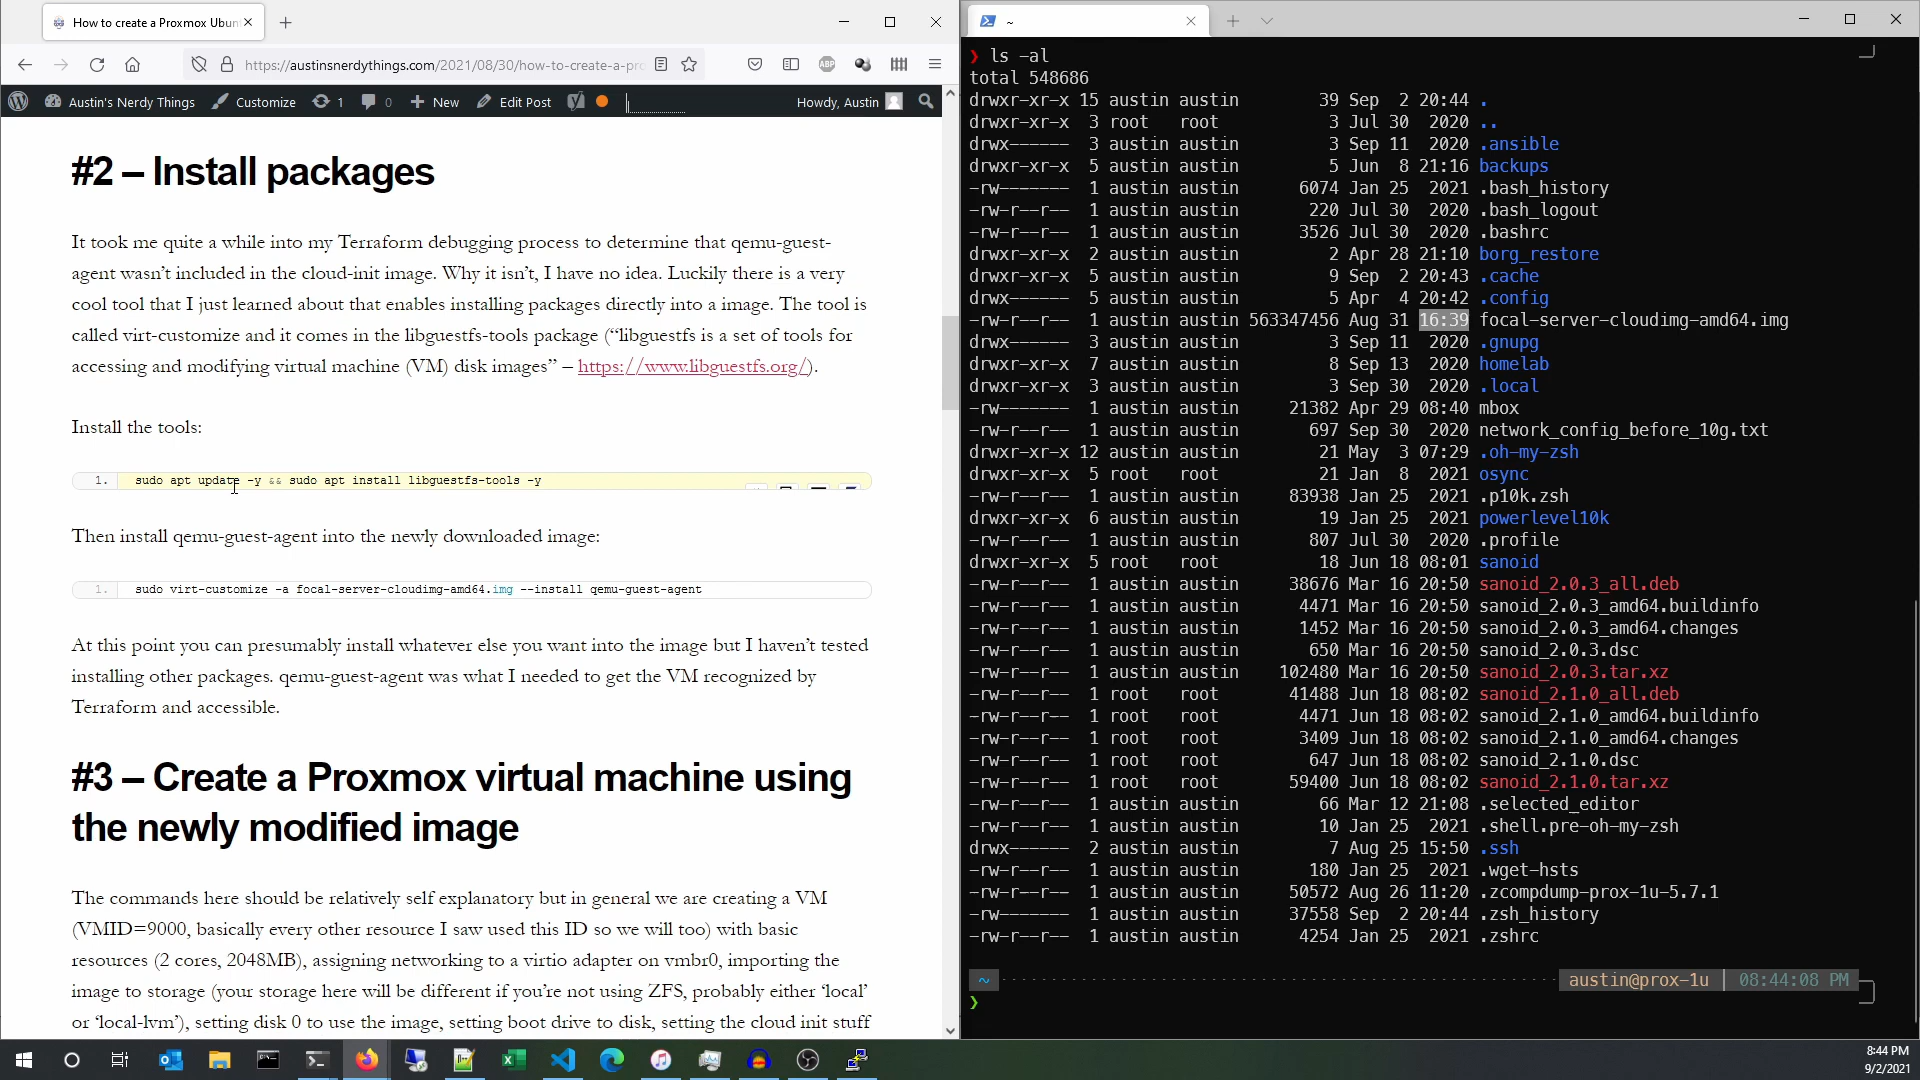 How to create a Proxmox Ubun
https://austinsnerdythings.com/2021/08/30/how-to-create-a-pro
Austin's Nerdy Things
Customize
1
0
New
Edit Post
Howdy, Austin
#2 – Install packages
It took me quite a while into my Terraform debugging process to determine that qemu-guest-
agent wasn't included in the cloud-init image. Why it isn't, I have no idea. Luckily there is a very
cool tool that I just learned about that enables installing packages directly into a image. The tool is
called virt-customize and it comes in the libguestfs-tools package (“libguestfs is a set of tools for
accessing and modifying virtual machine (VM) disk images” – https://www.libguestfs.org/).
Install the tools:
1. sudo apt update -y && sudo apt install libguestfs-tools -y
Then install qemu-guest-agent into the newly downloaded image:
1. sudo virt-customize -a focal-server-cloudimg-amd64.img --install qemu-guest-agent
At this point you can presumably install whatever else you want into the image but I haven't tested
installing other packages. qemu-guest-agent was what I needed to get the VM recognized by
Terraform and accessible.
#3 – Create a Proxmox virtual machine using
the newly modified image
The commands here should be relatively self explanatory but in general we are creating a VM
(VMID=9000, basically every other resource I saw used this ID so we will too) with basic
resources (2 cores, 2048MB), assigning networking to a virtio adapter on vmbr0, importing the
image to storage (your storage here will be different if you're not using ZFS, probably either ‘local’
or ‘local-lvm’), setting disk 0 to use the image, setting boot drive to disk, setting the cloud init stuff
~
❯ ls -al
total 548686
drwxr-xr-x 15 austin austin 39 Sep 2 20:44 .
drwxr-xr-x 3 root root 3 Jul 30 2020 ..
drwx------ 3 austin austin 3 Sep 11 2020 .ansible
drwxr-xr-x 5 austin austin 5 Jun 8 21:16 backups
-rw------- 1 austin austin 6074 Jan 25 2021 .bash_history
-rw-r--r-- 1 austin austin 220 Jul 30 2020 .bash_logout
-rw-r--r-- 1 austin austin 3526 Jul 30 2020 .bashrc
drwxr-xr-x 2 austin austin 2 Apr 28 21:10 borg_restore
drwxr-xr-x 5 austin austin 9 Sep 2 20:43 .cache
drwx------ 5 austin austin 5 Apr 4 20:42 .config
-rw-r--r-- 1 austin austin 563347456 Aug 31 16:39 focal-server-cloudimg-amd64.img
drwx------ 3 austin austin 3 Sep 11 2020 .gnupg
drwxr-xr-x 7 austin austin 8 Sep 13 2020 homelab
drwxr-xr-x 3 austin austin 3 Sep 30 2020 .local
-rw------- 1 austin austin 21382 Apr 29 08:40 mbox
-rw-r--r-- 1 austin austin 697 Sep 30 2020 network_config_before_10g.txt
drwxr-xr-x 12 austin austin 21 May 3 07:29 .oh-my-zsh
drwxr-xr-x 5 root root 21 Jan 8 2021 osync
-rw-r--r-- 1 austin austin 83938 Jan 25 2021 .p10k.zsh
drwxr-xr-x 6 austin austin 19 Jan 25 2021 powerlevel10k
-rw-r--r-- 1 austin austin 807 Jul 30 2020 .profile
drwxr-xr-x 5 root root 18 Jun 18 08:01 sanoid
-rw-r--r-- 1 austin austin 38676 Mar 16 20:50 sanoid_2.0.3_all.deb
-rw-r--r-- 1 austin austin 4471 Mar 16 20:50 sanoid_2.0.3_amd64.buildinfo
-rw-r--r-- 1 austin austin 1452 Mar 16 20:50 sanoid_2.0.3_amd64.changes
-rw-r--r-- 1 austin austin 650 Mar 16 20:50 sanoid_2.0.3.dsc
-rw-r--r-- 1 austin austin 102480 Mar 16 20:50 sanoid_2.0.3.tar.xz
-rw-r--r-- 1 root root 41488 Jun 18 08:02 sanoid_2.1.0_all.deb
-rw-r--r-- 1 root root 4471 Jun 18 08:02 sanoid_2.1.0_amd64.buildinfo
-rw-r--r-- 1 root root 3409 Jun 18 08:02 sanoid_2.1.0_amd64.changes
-rw-r--r-- 1 root root 647 Jun 18 08:02 sanoid_2.1.0.dsc
-rw-r--r-- 1 root root 59400 Jun 18 08:02 sanoid_2.1.0.tar.xz
-rw-r--r-- 1 austin austin 66 Mar 12 21:08 .selected_editor
-rw-r--r-- 1 austin austin 10 Jan 25 2021 .shell.pre-oh-my-zsh
drwx------ 2 austin austin 7 Aug 25 15:50 .ssh
-rw-r--r-- 1 austin austin 180 Jan 25 2021 .wget-hsts
-rw-r--r-- 1 austin austin 50572 Aug 26 11:20 .zcompdump-prox-1u-5.7.1
-rw------- 1 austin austin 37558 Sep 2 20:44 .zsh_history
-rw-r--r-- 1 austin austin 4254 Jan 25 2021 .zshrc
~ austin@prox-1u | 08:44:08 PM
❯
8:44 PM
9/2/2021